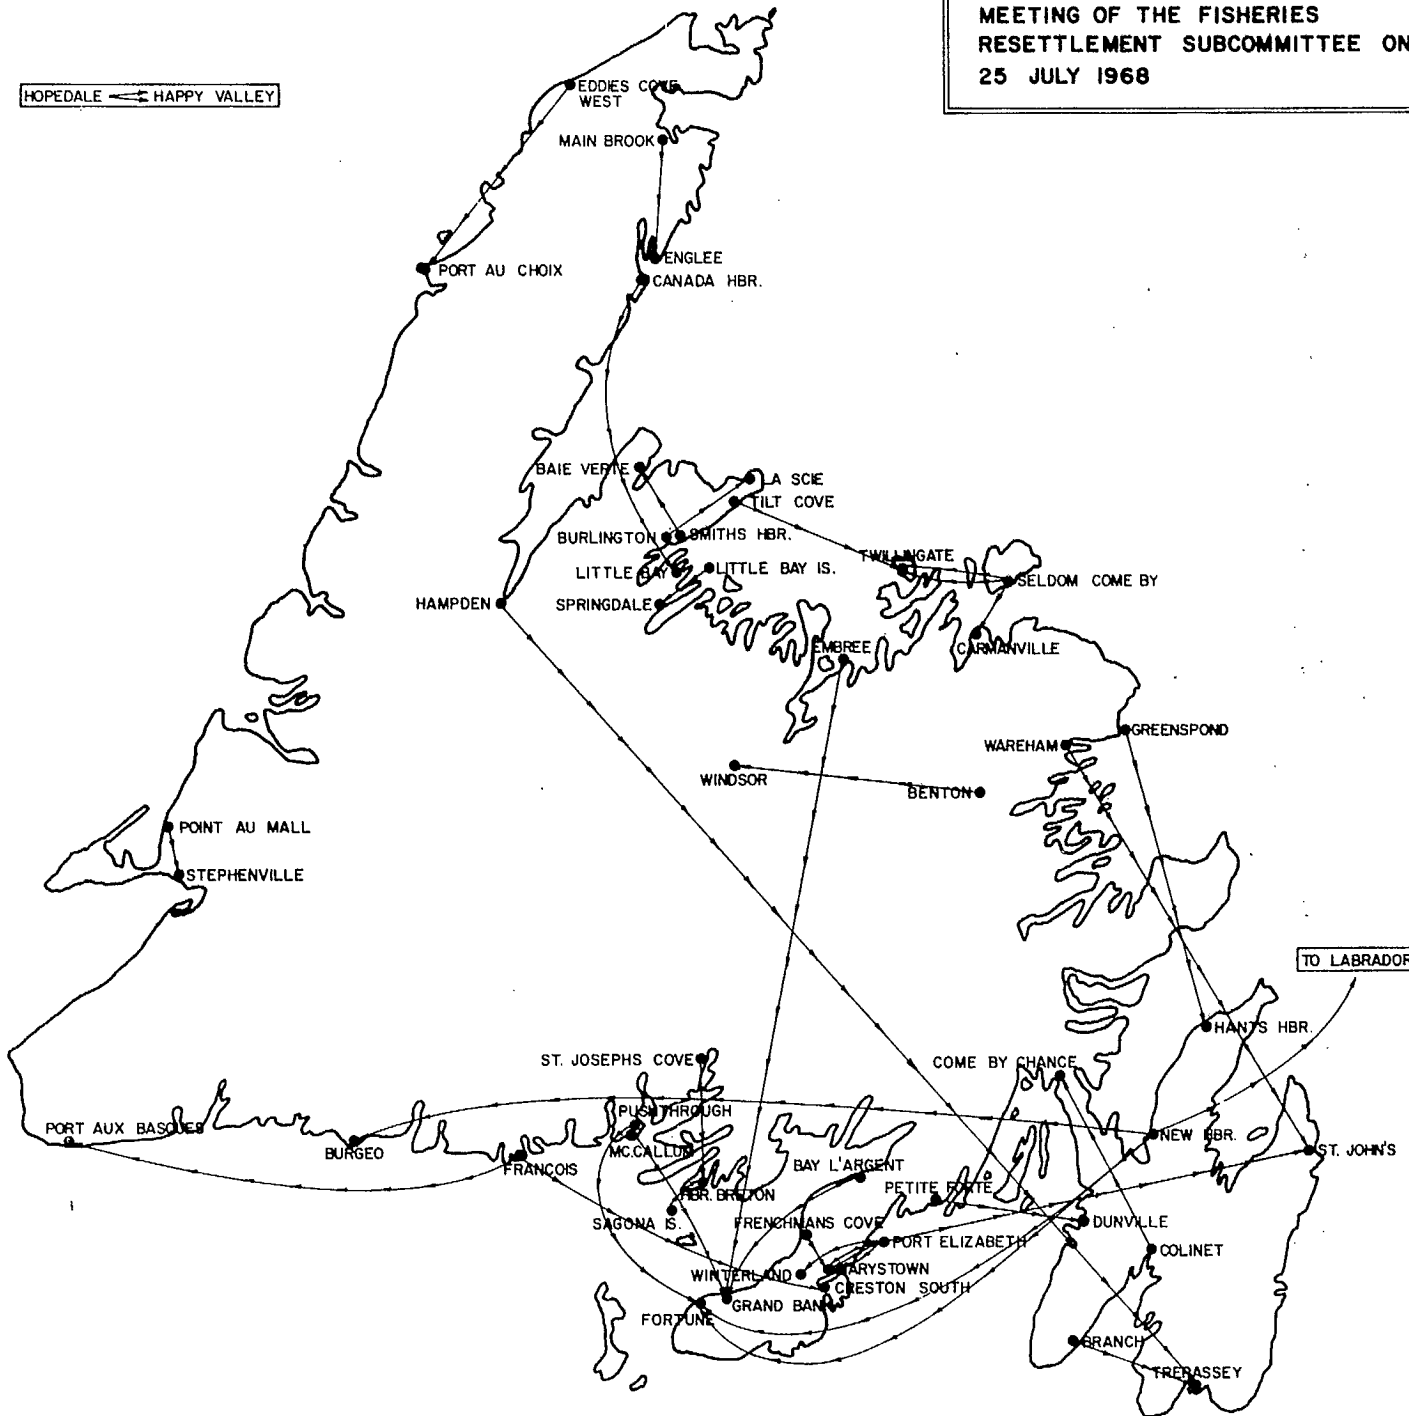 MEETING OF THE FISHERIES
RESETTLEMENT SUBCOMMITTEE ON
25 JULY 1968
HOPEDALE HAPPY VALLEY
EDDIES COVE
WEST
MAIN BROOK
ENGLEE
PORT AU CHOIX
CANADA HBR.
BAIE VERTE
LA SCIE
TILT COVE
BURLINGTON
SMITHS HBR.
TWILLINGATE
LITTLE BAY
LITTLE BAY IS.
SELDOM COME BY
HAMPDEN
SPRINGDALE
EMBREE
CARMANVILLE
GREENSPOND
WAREHAM
WINDSOR
BENTON
POINT AU MALL
STEPHENVILLE
TO LABRADOR
HANTS HBR.
ST. JOSEPHS COVE
COME BY CHANCE
PUSHTHROUGH
PORT AUX BASQUES
BURGEO
MC.CALLUM
NEW HBR.
ST. JOHN'S
FRANCOIS
BAY L'ARGENT
HBR. BRETON
PETITE FORTE
SAGONA IS.
FRENCHMANS COVE
DUNVILLE
PORT ELIZABETH
COLINET
WINTERLAND
ARYSTOWN
CRESTON SOUTH
GRAND BANK
FORTUNE
BRANCH
TREPASSEY